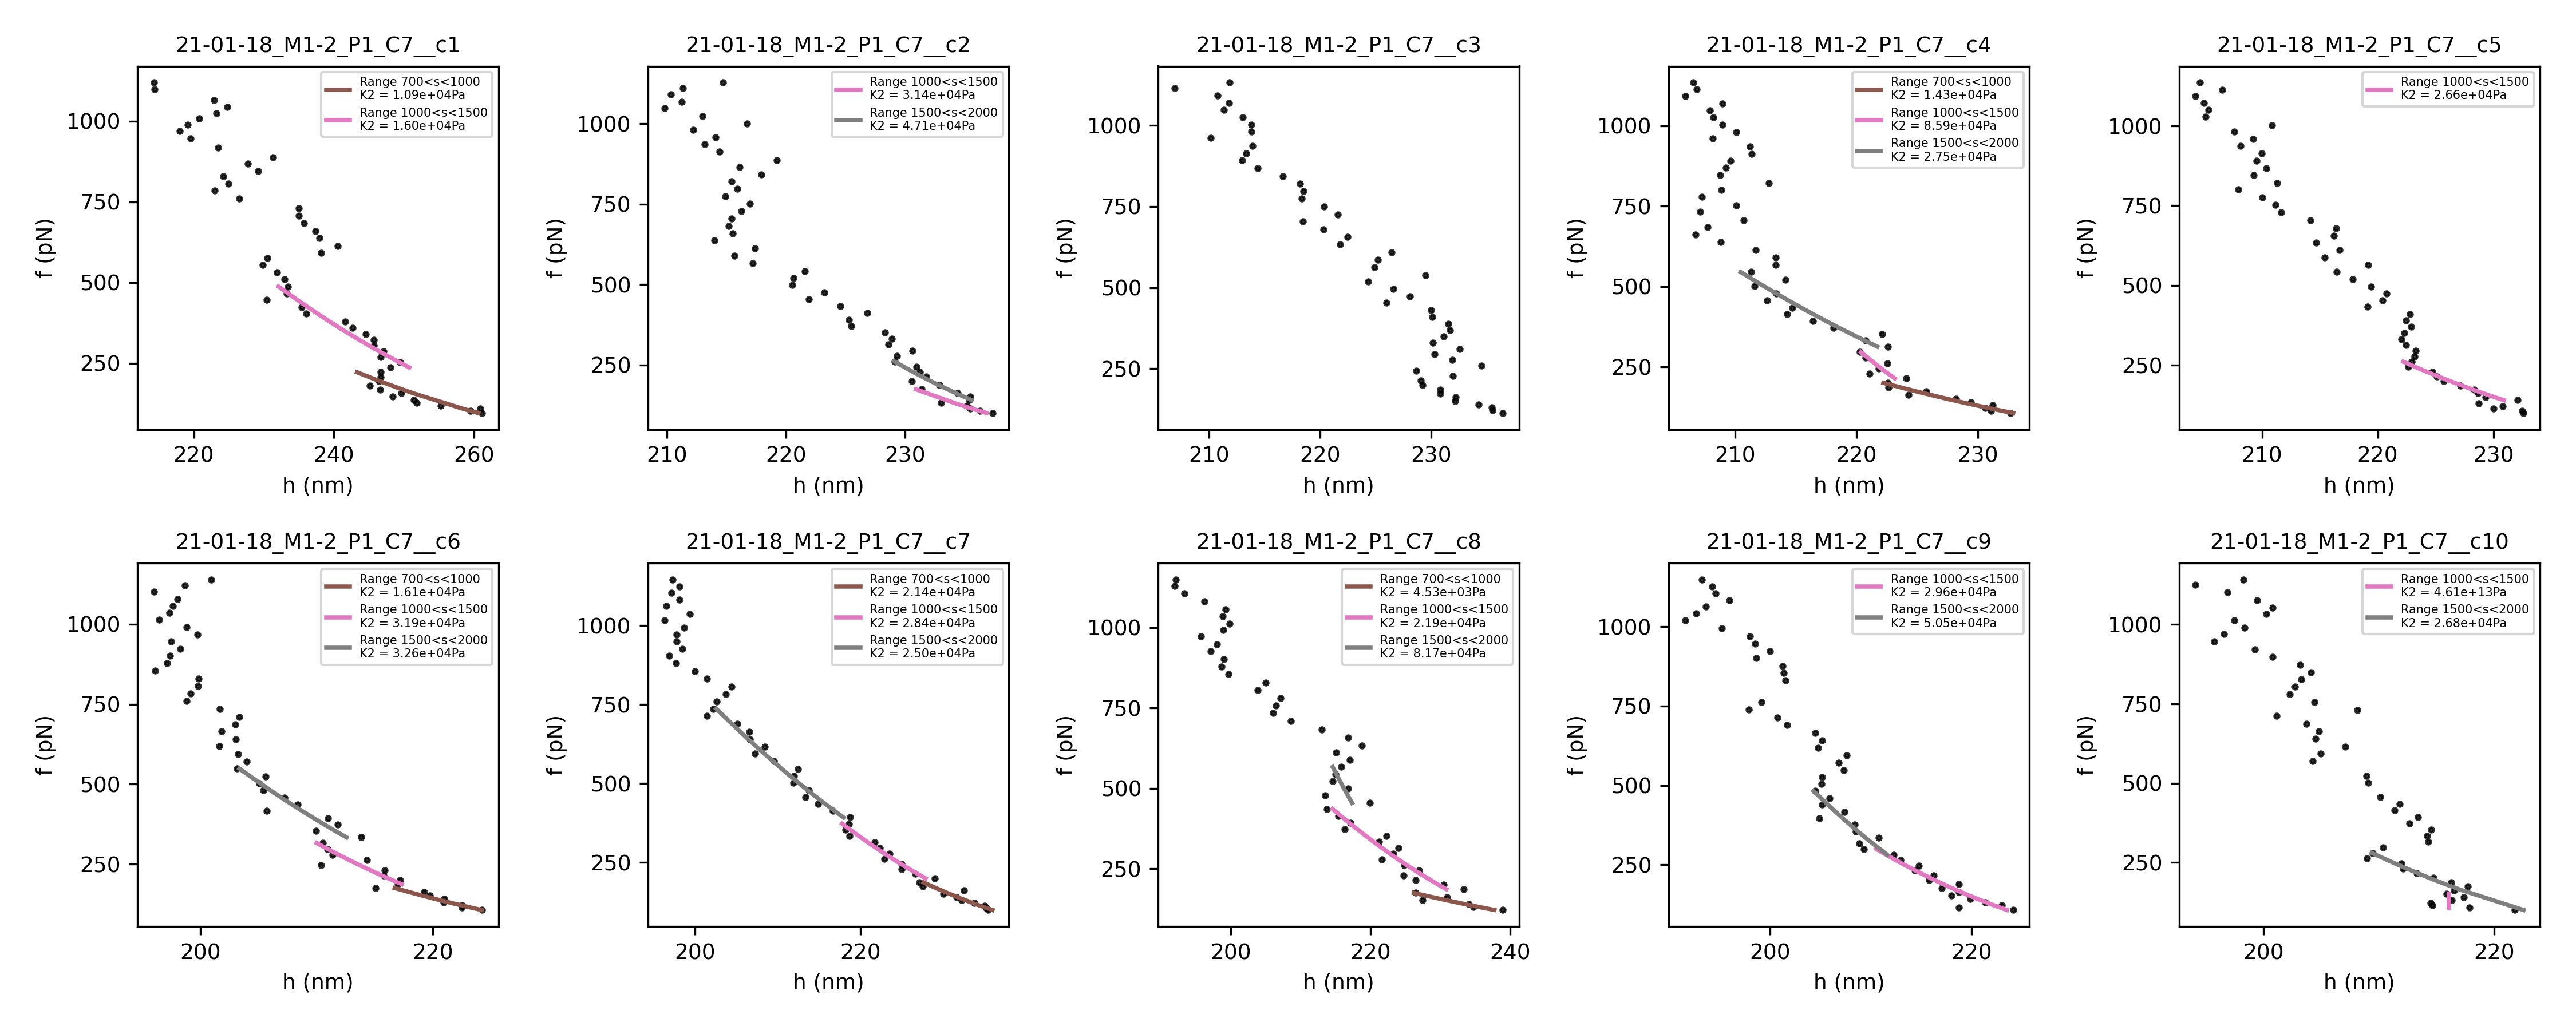 21-01-18_M1-2_P1_C7__c1
Range 700<s<1000
K2 = 1.09e+04Pa
Range 1000<s<1500
K2 = 1.60e+04Pa
1000
750
500
250
f (pN)
220
240
260
h (nm)
21-01-18_M1-2_P1_C7__c2
Range 1000<s<1500
K2 = 3.14e+04Pa
Range 1500<s<2000
K2 = 4.71e+04Pa
1000
750
500
250
f (pN)
210
220
230
h (nm)
21-01-18_M1-2_P1_C7__c3
1000
750
500
250
f (pN)
210
220
230
h (nm)
21-01-18_M1-2_P1_C7__c4
Range 700<s<1000
K2 = 1.43e+04Pa
Range 1000<s<1500
K2 = 8.59e+04Pa
Range 1500<s<2000
K2 = 2.75e+04Pa
1000
750
500
250
f (pN)
210
220
230
h (nm)
21-01-18_M1-2_P1_C7__c5
Range 1000<s<1500
K2 = 2.66e+04Pa
1000
750
500
250
f (pN)
210
220
230
h (nm)
21-01-18_M1-2_P1_C7__c6
Range 700<s<1000
K2 = 1.61e+04Pa
Range 1000<s<1500
K2 = 3.19e+04Pa
Range 1500<s<2000
K2 = 3.26e+04Pa
1000
750
500
250
f (pN)
200
220
h (nm)
21-01-18_M1-2_P1_C7__c7
Range 700<s<1000
K2 = 2.14e+04Pa
Range 1000<s<1500
K2 = 2.84e+04Pa
Range 1500<s<2000
K2 = 2.50e+04Pa
1000
750
500
250
f (pN)
200
220
h (nm)
21-01-18_M1-2_P1_C7__c8
Range 700<s<1000
K2 = 4.53e+03Pa
Range 1000<s<1500
K2 = 2.19e+04Pa
Range 1500<s<2000
K2 = 8.17e+04Pa
1000
750
500
250
f (pN)
200
220
240
h (nm)
21-01-18_M1-2_P1_C7__c9
Range 1000<s<1500
K2 = 2.96e+04Pa
Range 1500<s<2000
K2 = 5.05e+04Pa
1000
750
500
250
f (pN)
200
220
h (nm)
21-01-18_M1-2_P1_C7__c10
Range 1000<s<1500
K2 = 4.61e+13Pa
Range 1500<s<2000
K2 = 2.68e+04Pa
1000
750
500
250
f (pN)
200
220
h (nm)